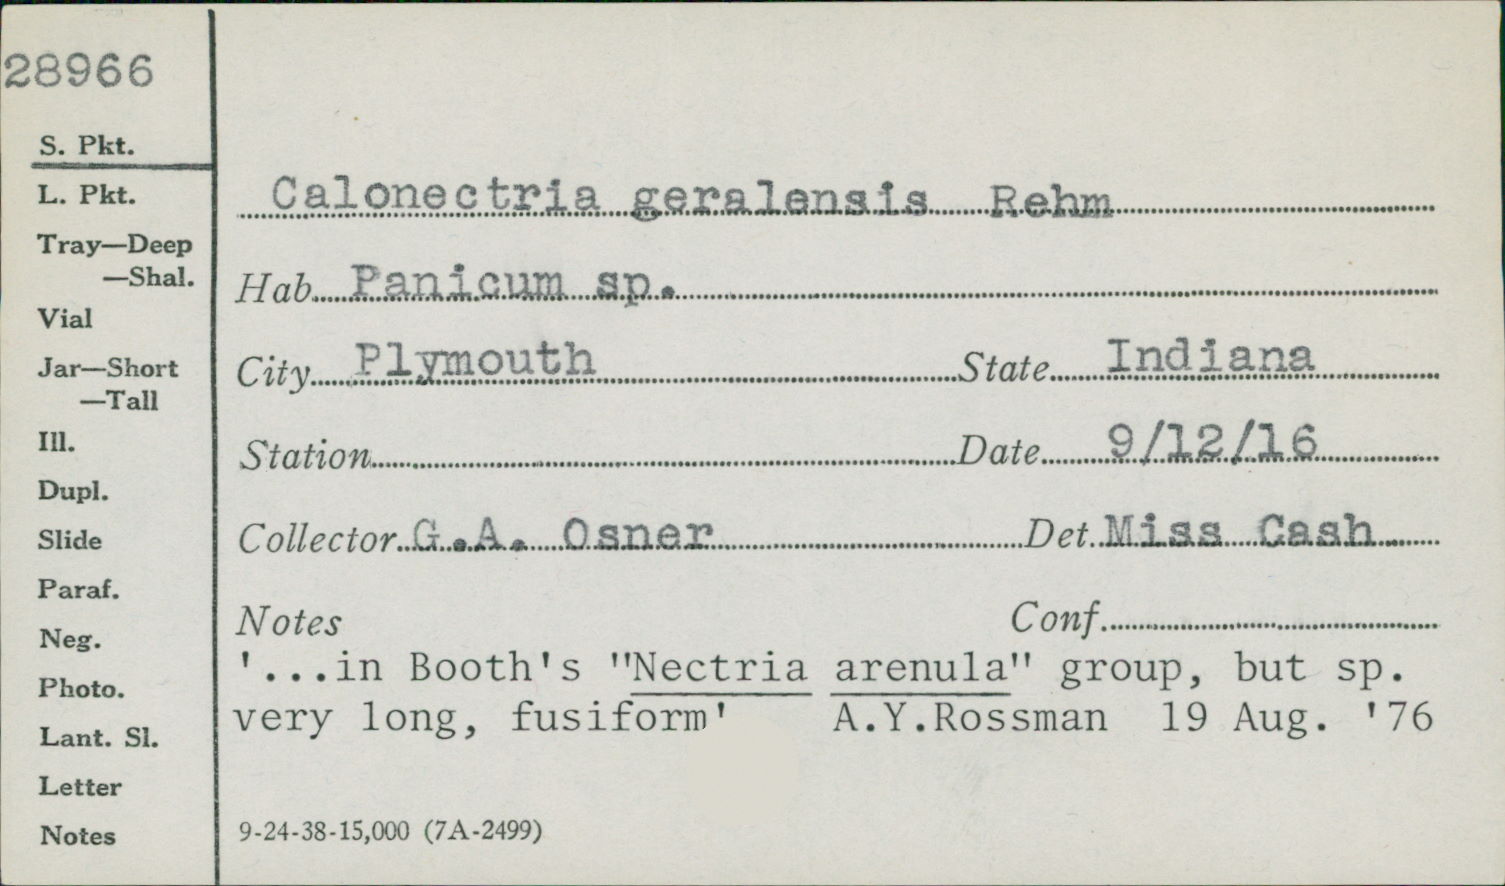 28966
S. Pkt.
L. Pkt.
Tray—Deep
—Shal.
Vial
Jar—Short
—Tall
Ill.
Dupl.
Slide
Paraf.
Neg.
Photo.
Lant. Sl.
Letter
Notes
Calonectria geralensis Rehm
Hab. Panicum sp.
City Plymouth State Indiana
Station Date 9/12/16
Collector G.A. Osner Det. Miss Cash
Notes Conf.
'...in Booth's "Nectria arenula" group, but sp.
very long, fusiform' A.Y.Rossman 19 Aug. '76
9-24-38-15,000 (7A-2499)